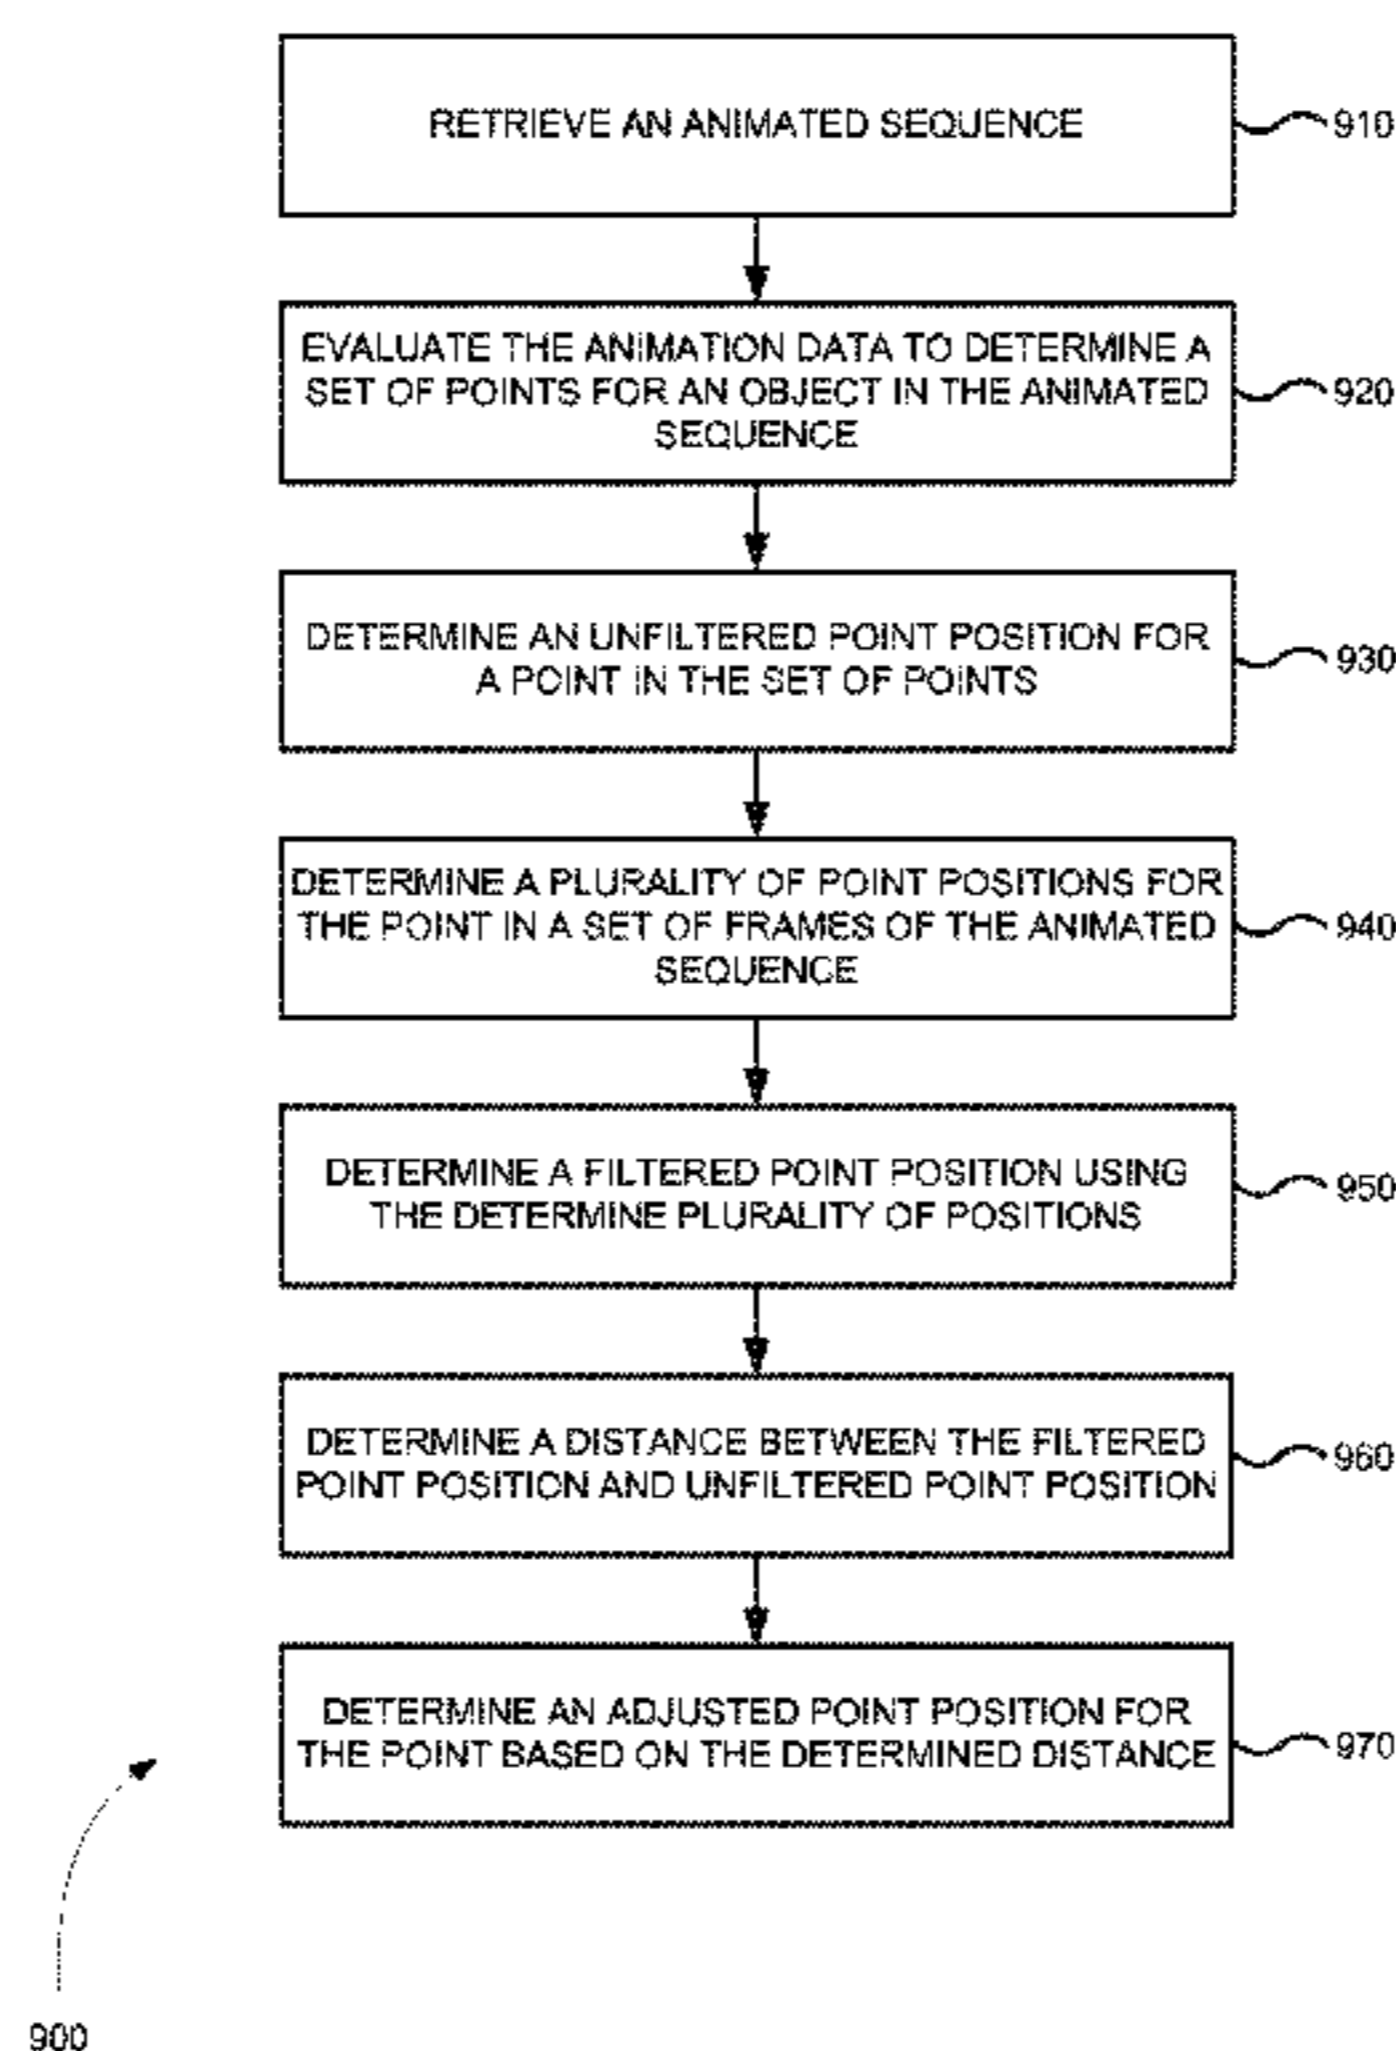 RETRIEVE AN ANIMATED SEQUENCE
910
EVALUATE THE ANIMATION DATA TO DETERMINE A
SET OF POINTS FOR AN OBJECT IN THE ANIMATED
SEQUENCE
920
DETERMINE AN UNFILTERED POINT POSITION FOR
A POINT IN THE SET OF POINTS
930
DETERMINE A PLURALITY OF POINT POSITIONS FOR
THE POINT IN A SET OF FRAMES OF THE ANIMATED
SEQUENCE
940
DETERMINE A FILTERED POINT POSITION USING
THE DETERMINE PLURALITY OF POSITIONS
950
DETERMINE A DISTANCE BETWEEN THE FILTERED
POINT POSITION AND UNFILTERED POINT POSITION
960
DETERMINE AN ADJUSTED POINT POSITION FOR
THE POINT BASED ON THE DETERMINED DISTANCE
970
900